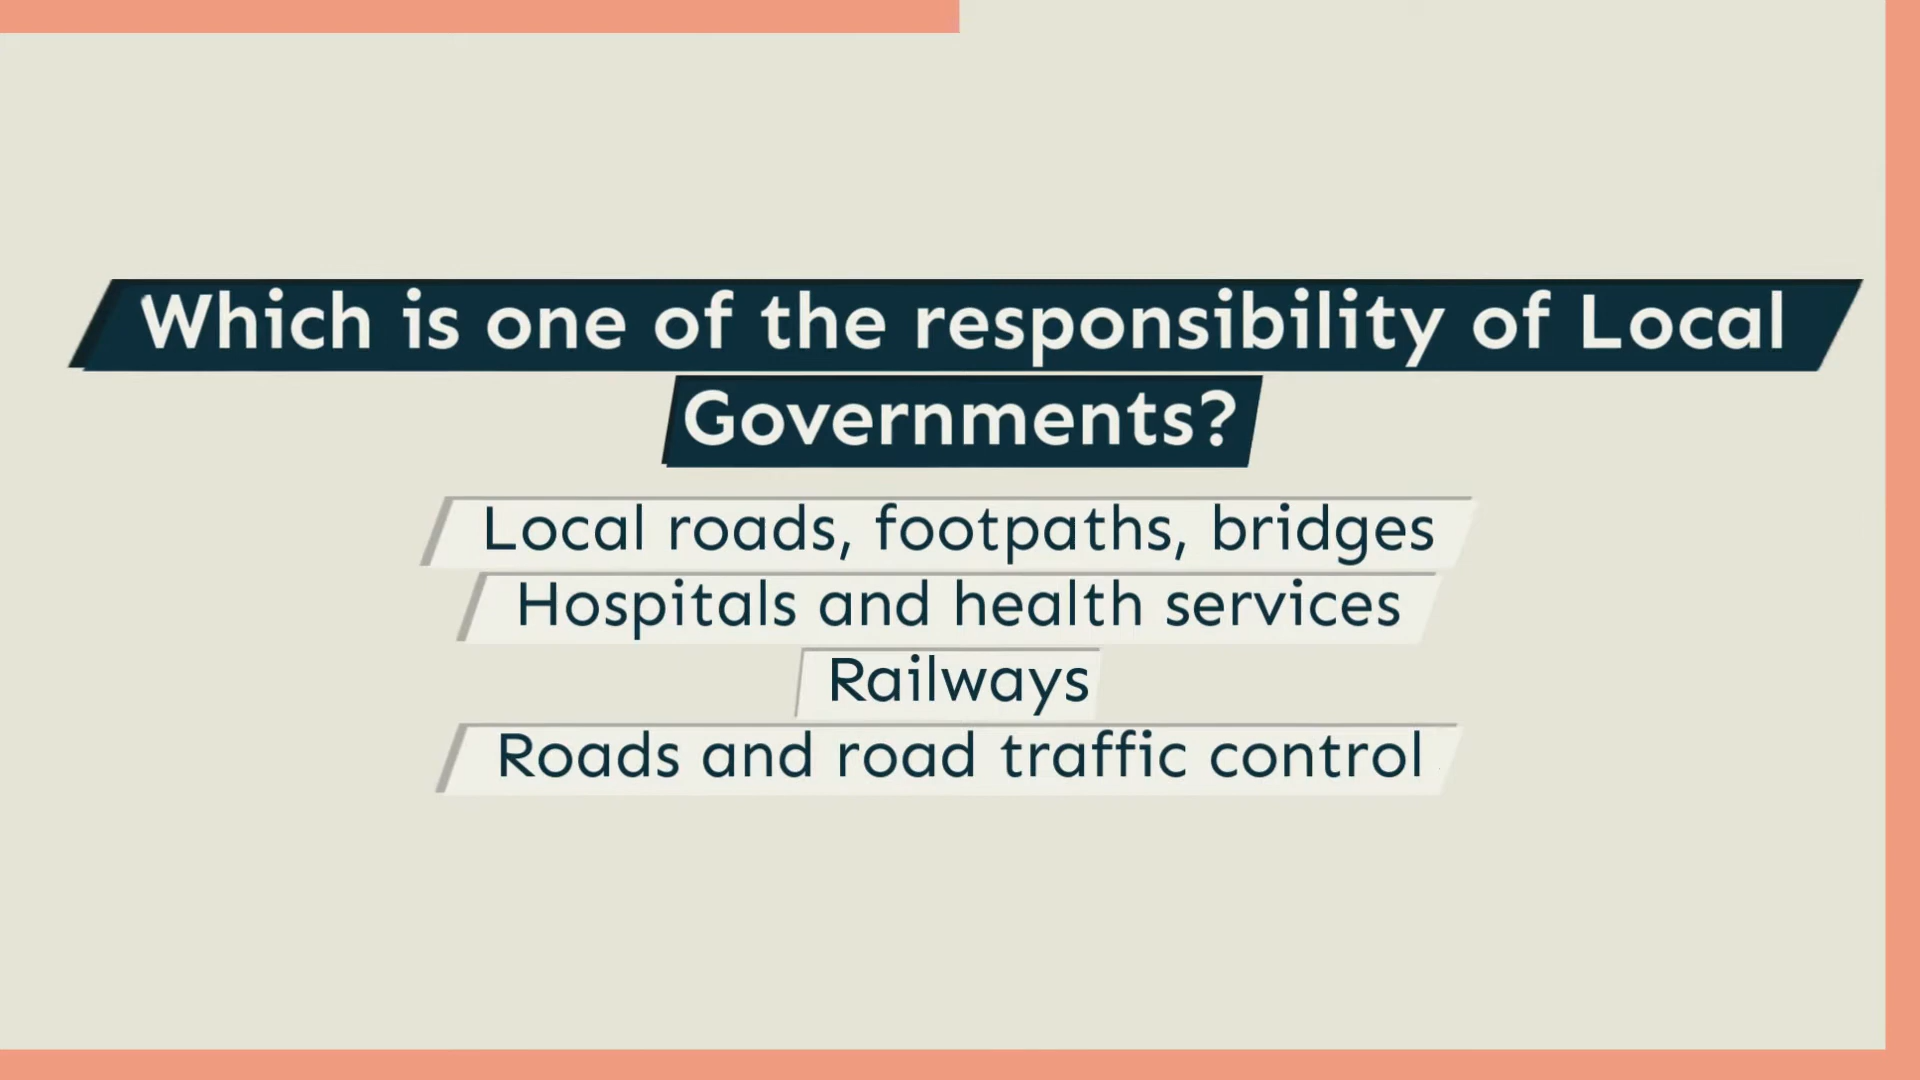 Which is one of the responsibility of Local
Governments?
Local roads, footpaths, bridges
Hospitals and health services
Railways
Roads and road traffic control